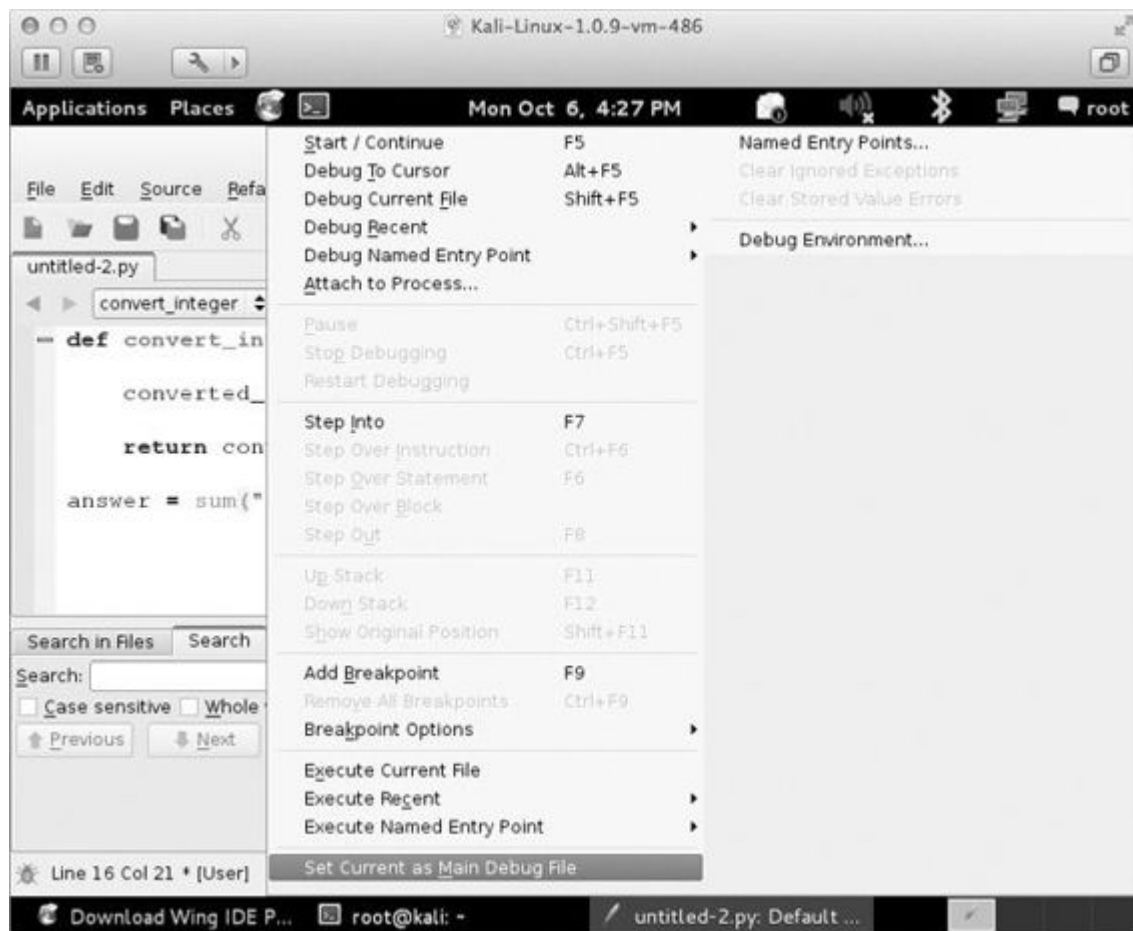 Kali-Linux-1.0.9-vm-486
Applications Places Mon Oct 6, 4:27 PM root
File Edit Source Refa
untitled-2.py
convert_integer
def convert_in
converted_
return con
answer = sum("
Search in Files Search
Search:
Case sensitive Whole
Previous Next
Line 16 Col 21 * [User]
Start / Continue F5
Debug To Cursor Alt+F5
Debug Current File Shift+F5
Debug Recent
Debug Named Entry Point
Attach to Process...
Pause Ctrl+Shift+F5
Stop Debugging Ctrl+F5
Restart Debugging
Step Into F7
Step Over Instruction Ctrl+F6
Step Over Statement F6
Step Over Block
Step Out F8
Up Stack F11
Down Stack F12
Show Original Position Shift+F11
Add Breakpoint F9
Remove All Breakpoints Ctrl+F9
Breakpoint Options
Execute Current File
Execute Recent
Execute Named Entry Point
Set Current as Main Debug File
Named Entry Points...
Clear Ignored Exceptions
Clear Stored Value Errors
Debug Environment...
Download Wing IDE P... root@kali: ~ untitled-2.py: Default ...